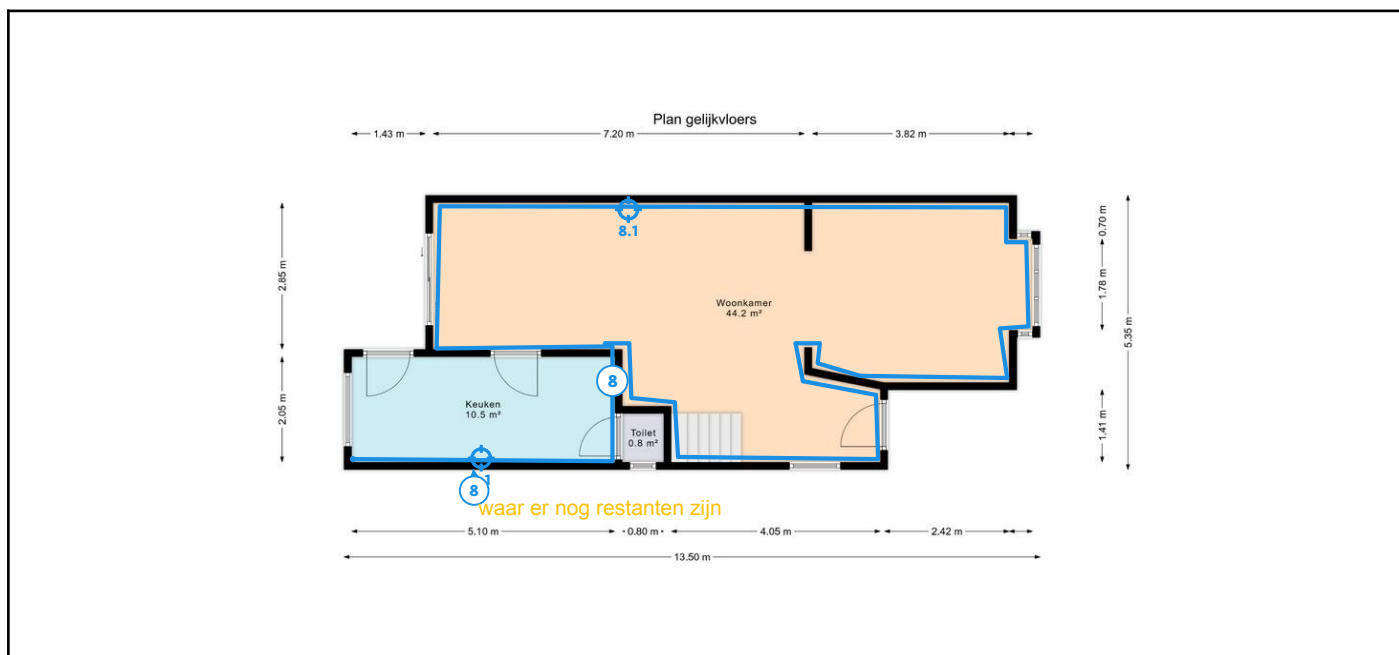 Plan gelijkvloers
1.43 m
7.20 m
3.82 m
8.1
0.70 m
2.85 m
1.78 m
Woonkamer
44.2 m²
5.35 m
8
Keuken
10.5 m²
2.05 m
Toilet
0.8 m²
1.41 m
8
waar er nog restanten zijn
5.10 m
0.80 m
4.05 m
2.42 m
13.50 m